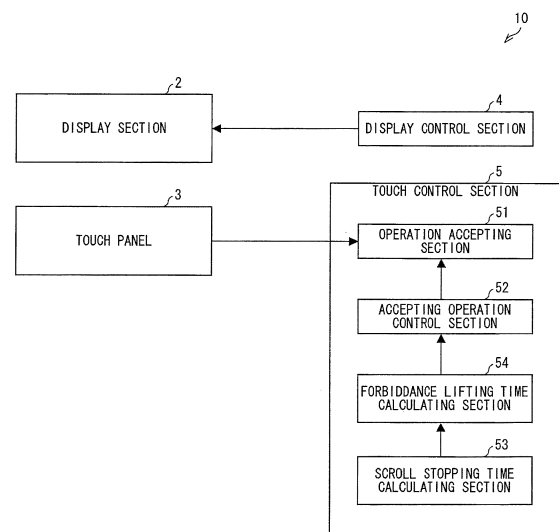 10
2
DISPLAY SECTION
4
DISPLAY CONTROL SECTION
3
TOUCH PANEL
5
TOUCH CONTROL SECTION
51
OPERATION ACCEPTING
SECTION
52
ACCEPTING OPERATION
CONTROL SECTION
54
FORBIDDANCE LIFTING TIME
CALCULATING SECTION
53
SCROLL STOPPING TIME
CALCULATING SECTION